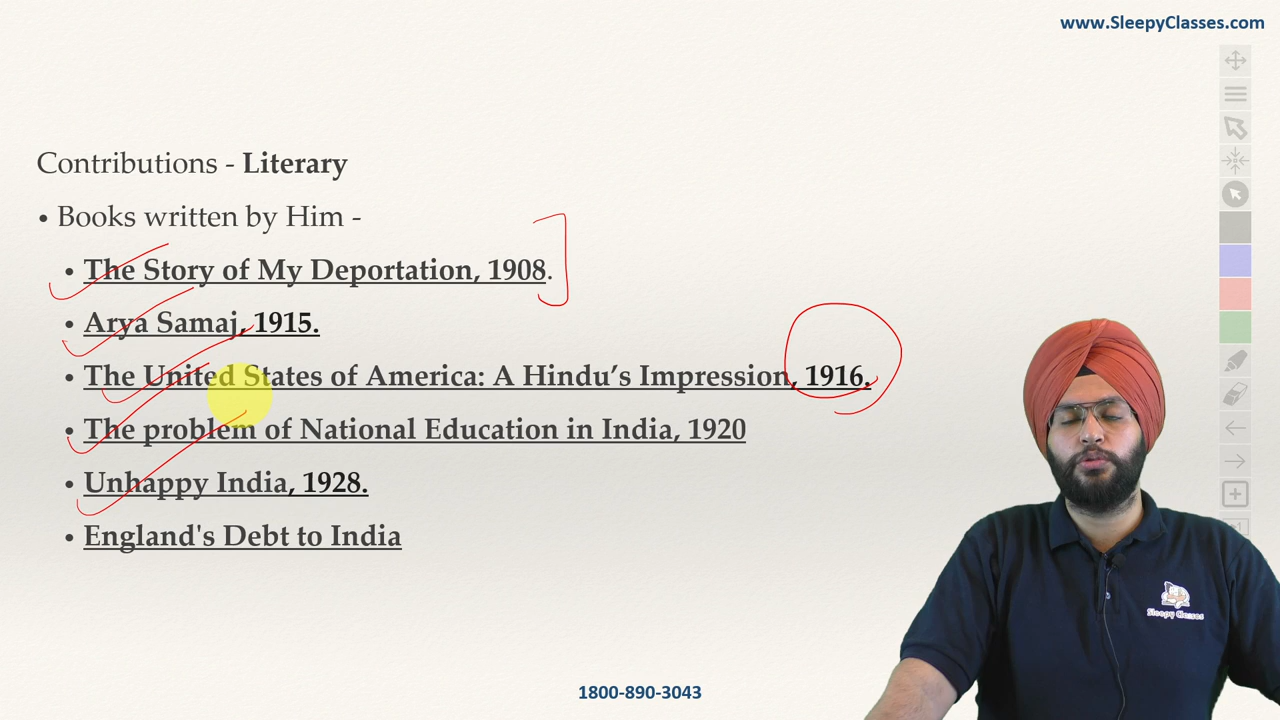 www.SleepyClasses.com
Contributions - Literary
• Books written by Him -
• The Story of My Deportation, 1908.
• Arya Samaj, 1915.
• The United States of America: A Hindu’s Impression, 1916.
• The problem of National Education in India, 1920
• Unhappy India, 1928.
• England's Debt to India
Sleepy Classes
1800-890-3043